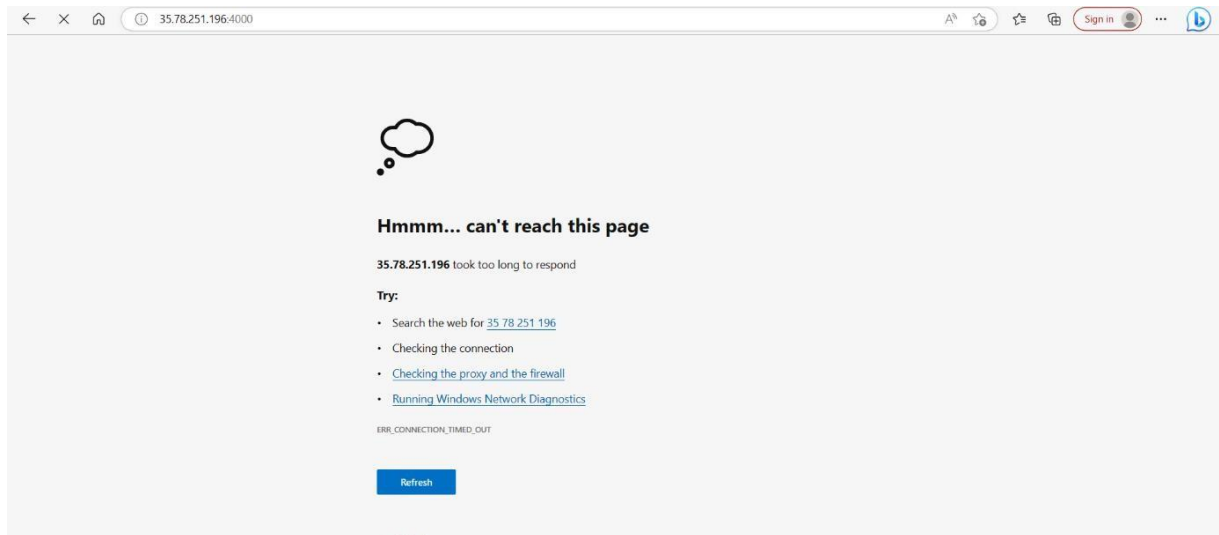 35.78.251.196:4000
Sign in
Hmmm... can't reach this page
35.78.251.196 took too long to respond
Try:
• Search the web for 35 78 251 196
• Checking the connection
• Checking the proxy and the firewall
• Running Windows Network Diagnostics
ERR_CONNECTION_TIMED_OUT
Refresh